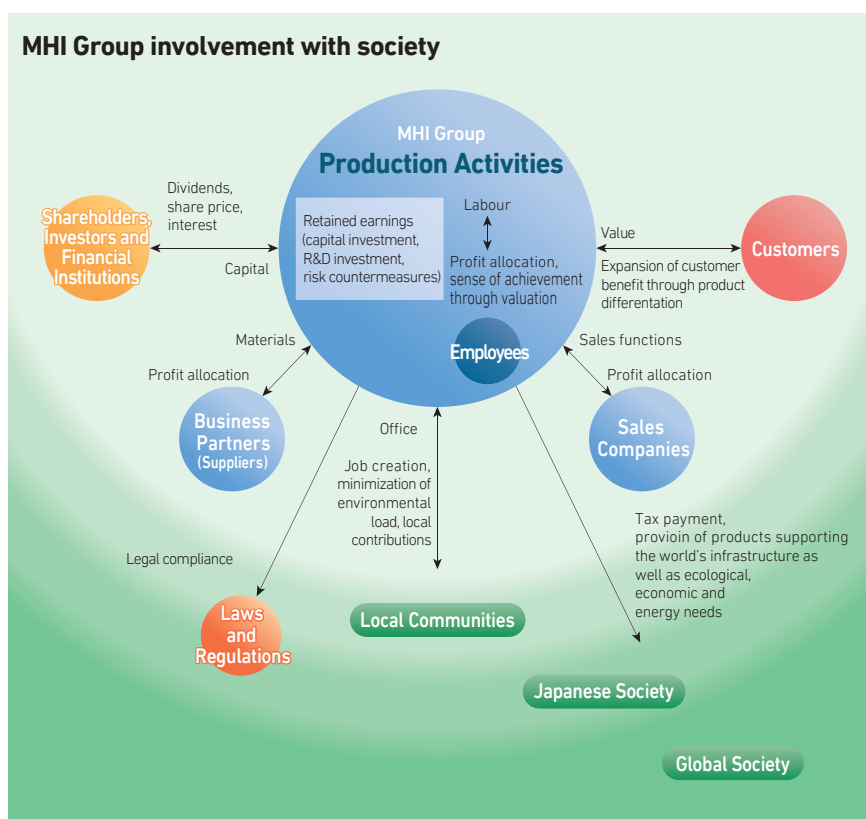 MHI Group involvement with society
MHI Group
Production Activities
Dividends,
share price,
interest
Shareholders,
Investors and
Financial
Institutions
Capital
Retained earnings
(capital investment,
R&D investment,
risk countermeasures)
Labour
Profit allocation,
sense of achievement
through valuation
Employees
Value
Expansion of customer
benefit through product
differentation
Customers
Materials
Profit allocation
Business
Partners
(Suppliers)
Sales functions
Profit allocation
Sales
Companies
Office
Job creation,
minimization of
environmental
load, local
contributions
Legal compliance
Laws
and
Regulations
Local Communities
Tax payment,
provioin of products supporting
the world's infrastructure as
well as ecological,
economic and
energy needs
Japanese Society
Global Society